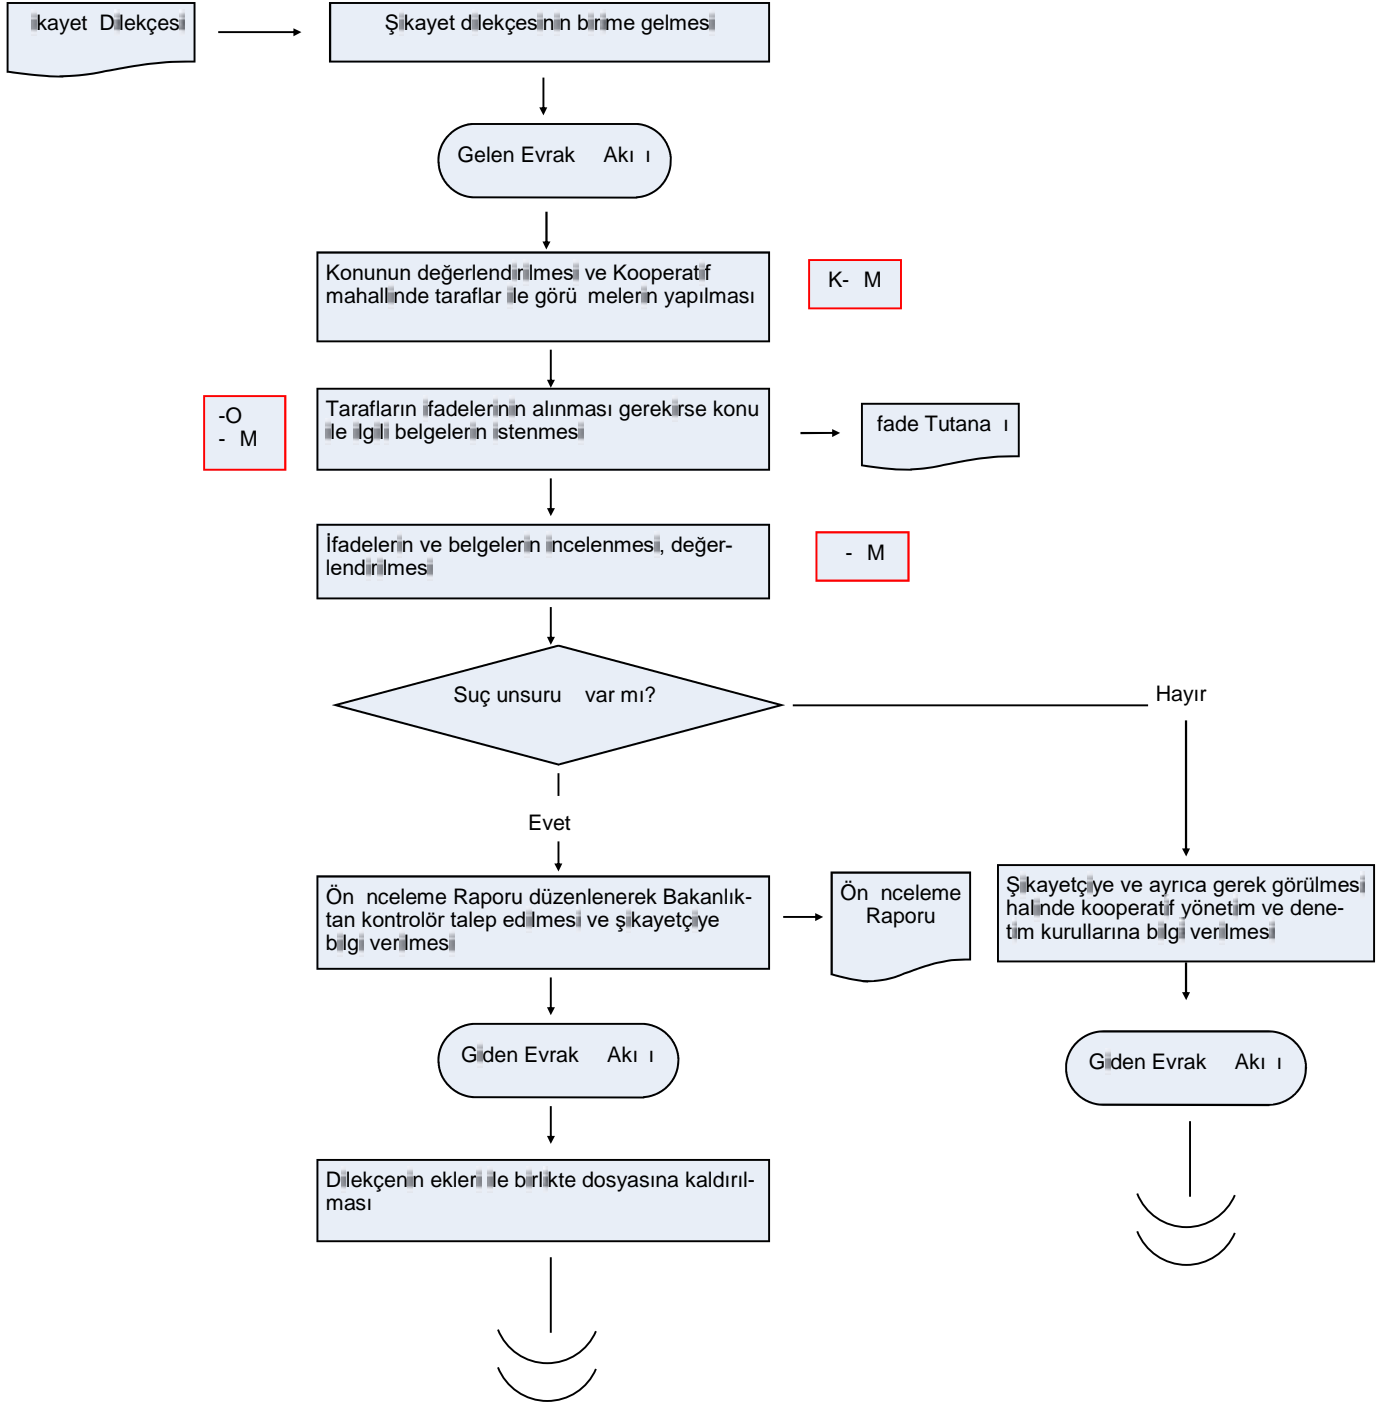 Şikayet Dilekçesi
Şikayet dilekçesinin birime gelmesi
Gelen Evrak Akı ı
Konunun değerlendirilmesi ve Kooperatif
mahallinde taraflar ile görü melerin yapılması
K- M
-O
- M
Tarafların ifadelerinin alınması gerekirse konu
ile ilgili belgelerin istenmesi
fade Tutana ı
İfadelerin ve belgelerin incelenmesi, değer-
lendirilmesi
- M
Suç unsuru var mı?
Hayır
Evet
Ön nceleme Raporu düzenlenerek Bakanlık-
tan kontrolör talep edilmesi ve şikayetçiye
bilgi verilmesi
Ön nceleme
Raporu
Şikayetçiye ve ayrıca gerek görülmesi
halinde kooperatif yönetim ve dene-
tim kurullarına bilgi verilmesi
Giden Evrak Akı ı
Giden Evrak Akı ı
Dilekçenin ekleri ile birlikte dosyasına kaldırıl-
ması